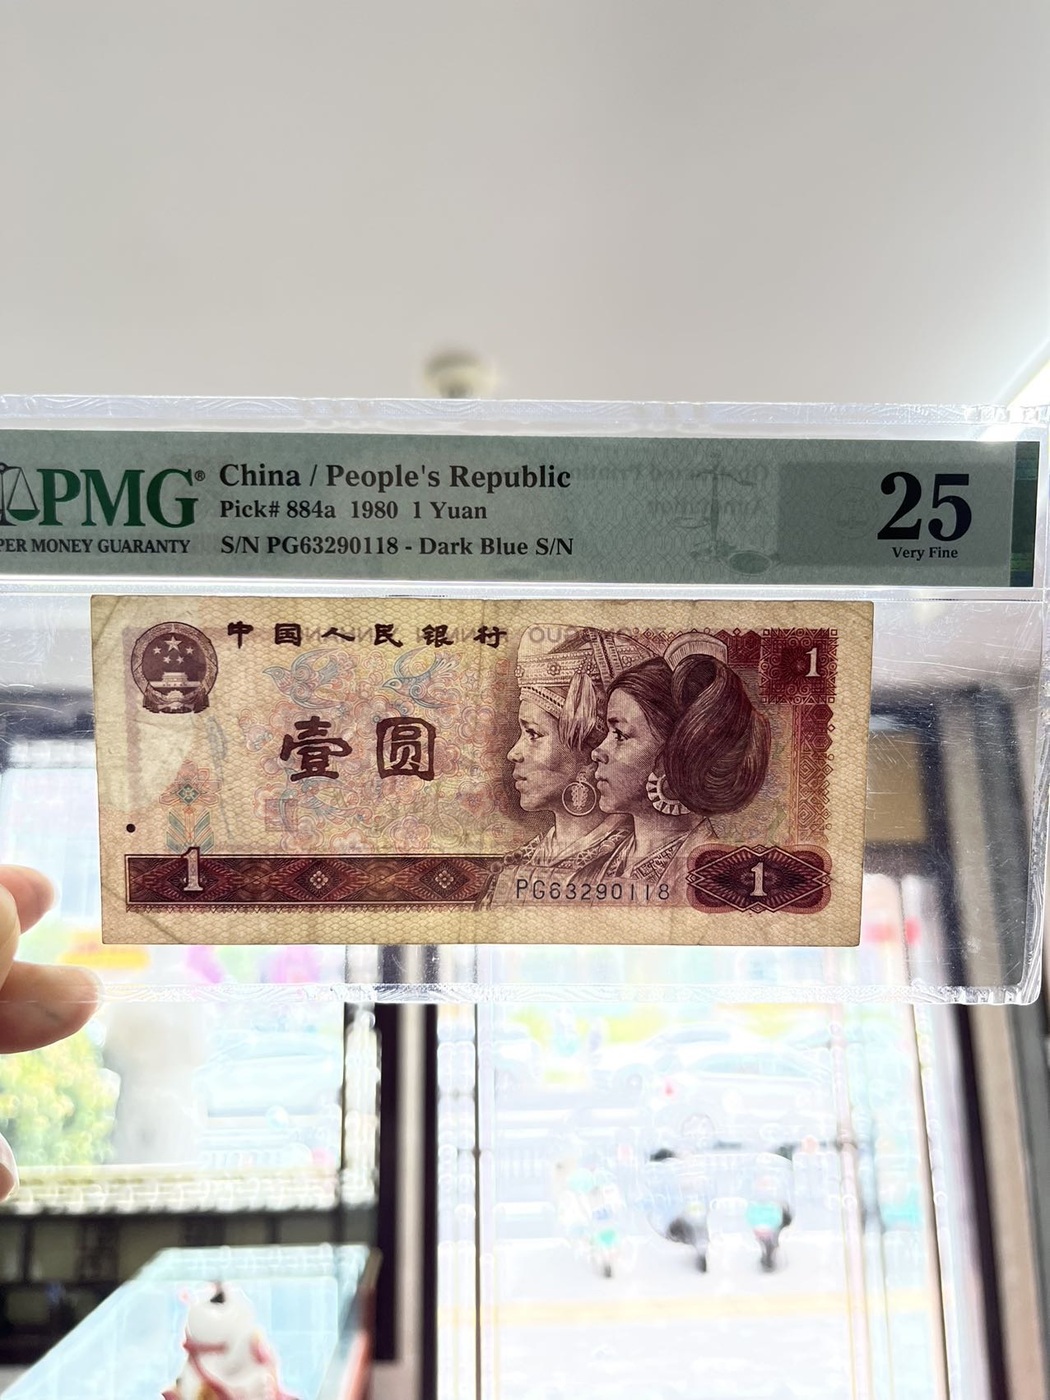 PMG®
PER MONEY GUARANTY
China / People's Republic
Pick# 884a 1980 1 Yuan
S/N PG63290118 - Dark Blue S/N
25
Very Fine
中国人民银行
1
壹圆
1
PG63290118
1